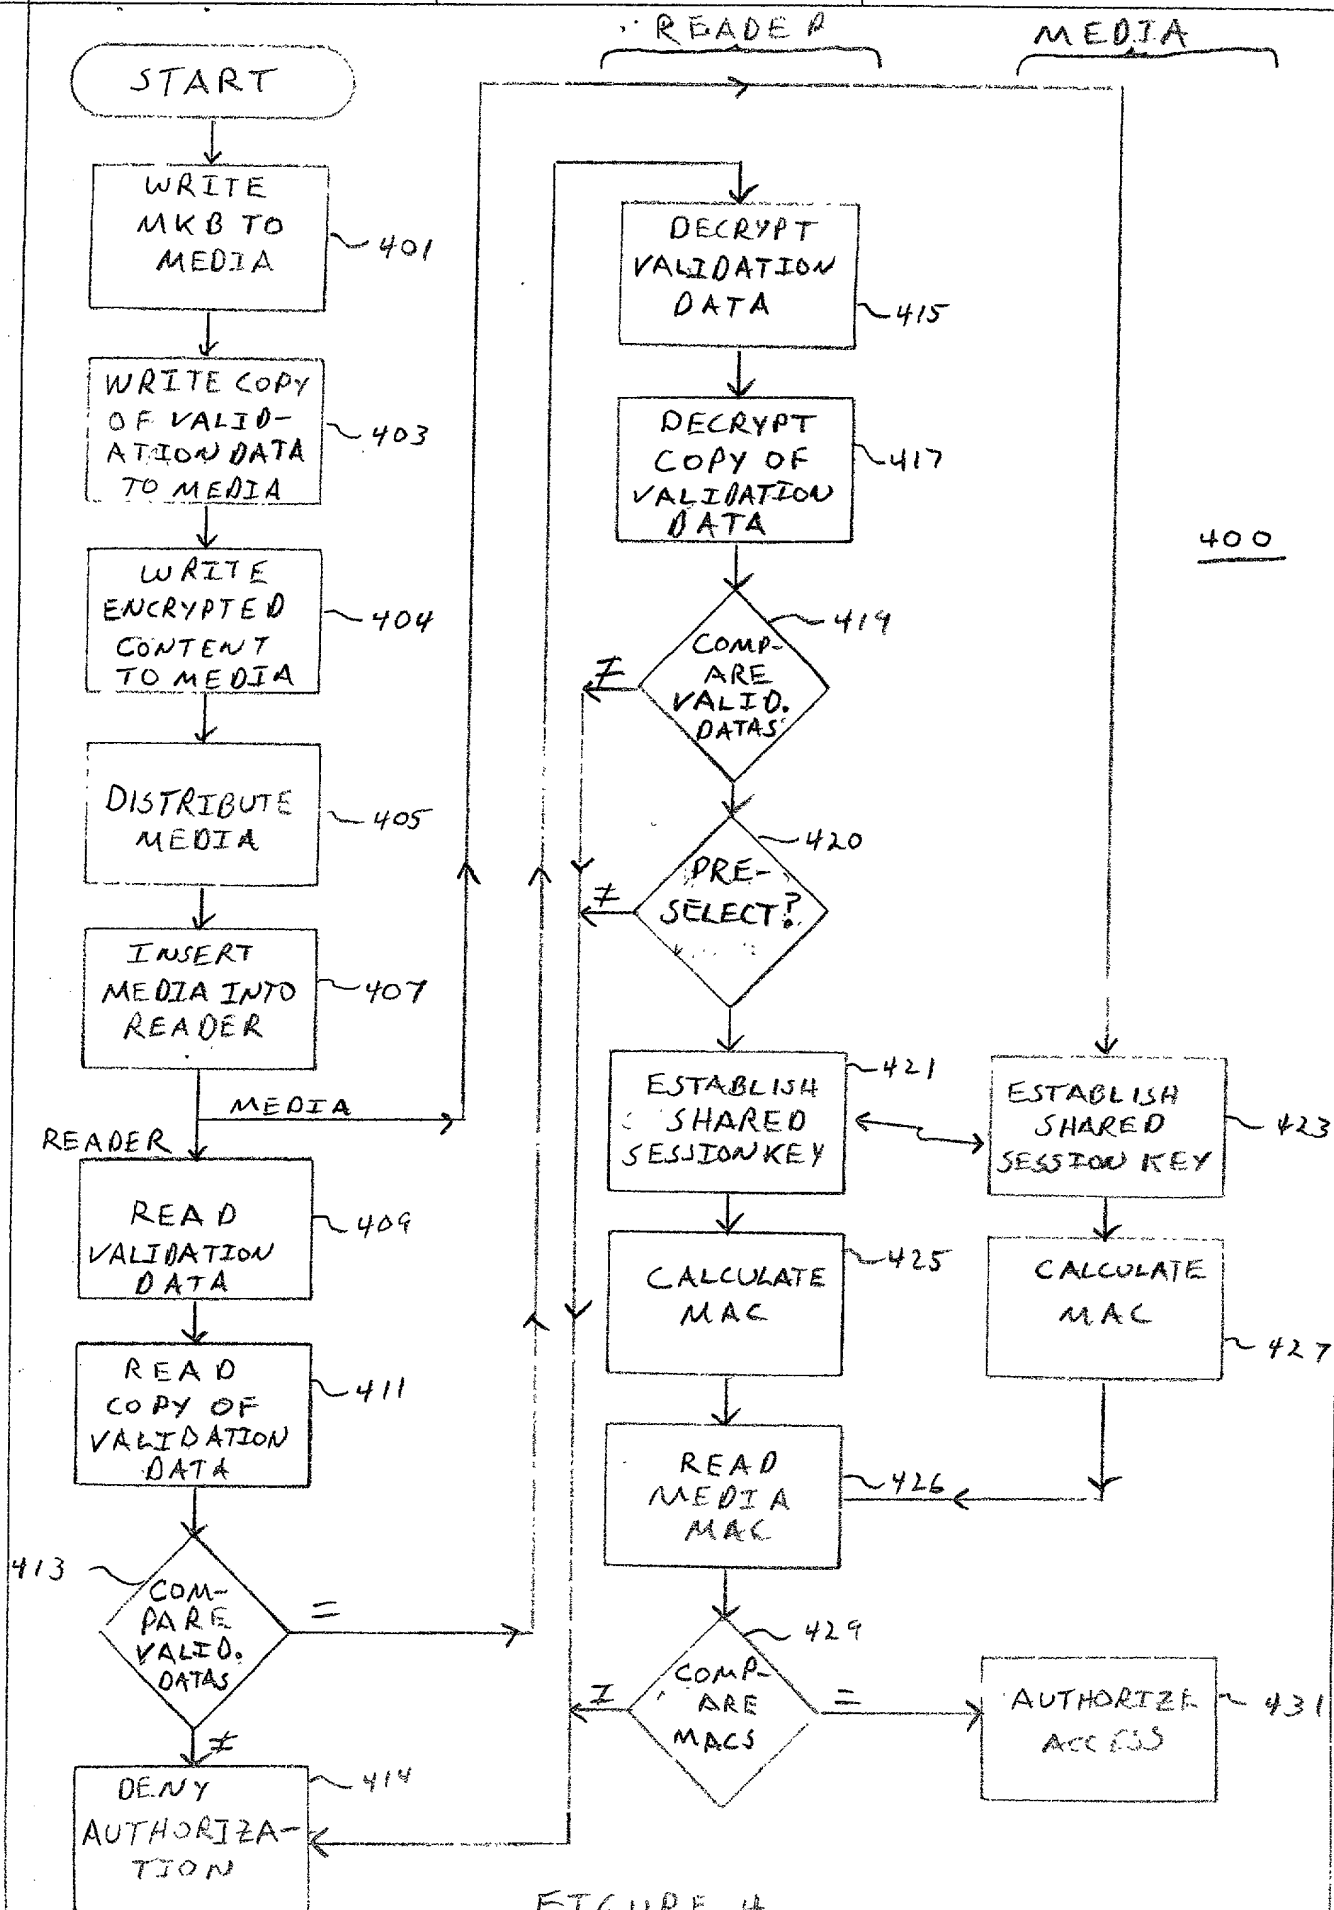 READER
MEDIA
START
WRITE
MKB TO
MEDIA
401
WRITE COPY
OF VALID-
ATION DATA
TO MEDIA
403
WRITE
ENCRYPTED
CONTENT
TO MEDIA
404
DISTRIBUTE
MEDIA
405
INSERT
MEDIA INTO
READER
407
MEDIA
READER
READ
VALIDATION
DATA
409
READ
COPY OF
VALIDATION
DATA
411
413
COM-
PARE
VALID.
DATAS
=
≠
DENY
AUTHORIZA-
TION
414
DECRYPT
VALIDATION
DATA
415
DECRYPT
COPY OF
VALIDATION
DATA
417
400
COMP-
ARE
VALID.
DATAS
419
≠
PRE-
SELECT?
420
≠
ESTABLISH
SHARED
SESSION KEY
421
ESTABLISH
SHARED
SESSION KEY
423
CALCULATE
MAC
425
CALCULATE
MAC
427
READ
MEDIA
MAC
426
COMP-
ARE
MACS
429
≠
=
AUTHORIZE
ACCESS
431
FIGURE 4